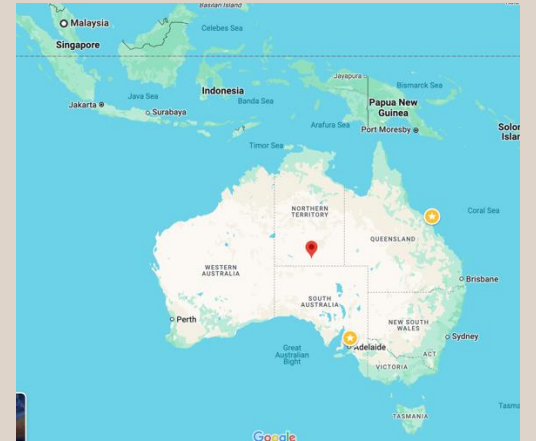 Basilan Island
Malaysia
Celebes Sea
Singapore
Jayapura
Bismarck Sea
Java Sea
Indonesia
Banda Sea
Papua New
Guinea
Jakarta
Surabaya
Arafura Sea
Port Moresby
Timor Sea
NORTHERN
TERRITORY
Coral Sea
QUEENSLAND
WESTERN
AUSTRALIA
Brisbane
SOUTH
AUSTRALIA
Perth
NEW SOUTH
WALES
Sydney
Great
Australian
Bight
Adelaide
ACT
VICTORIA
TASMANIA
Google